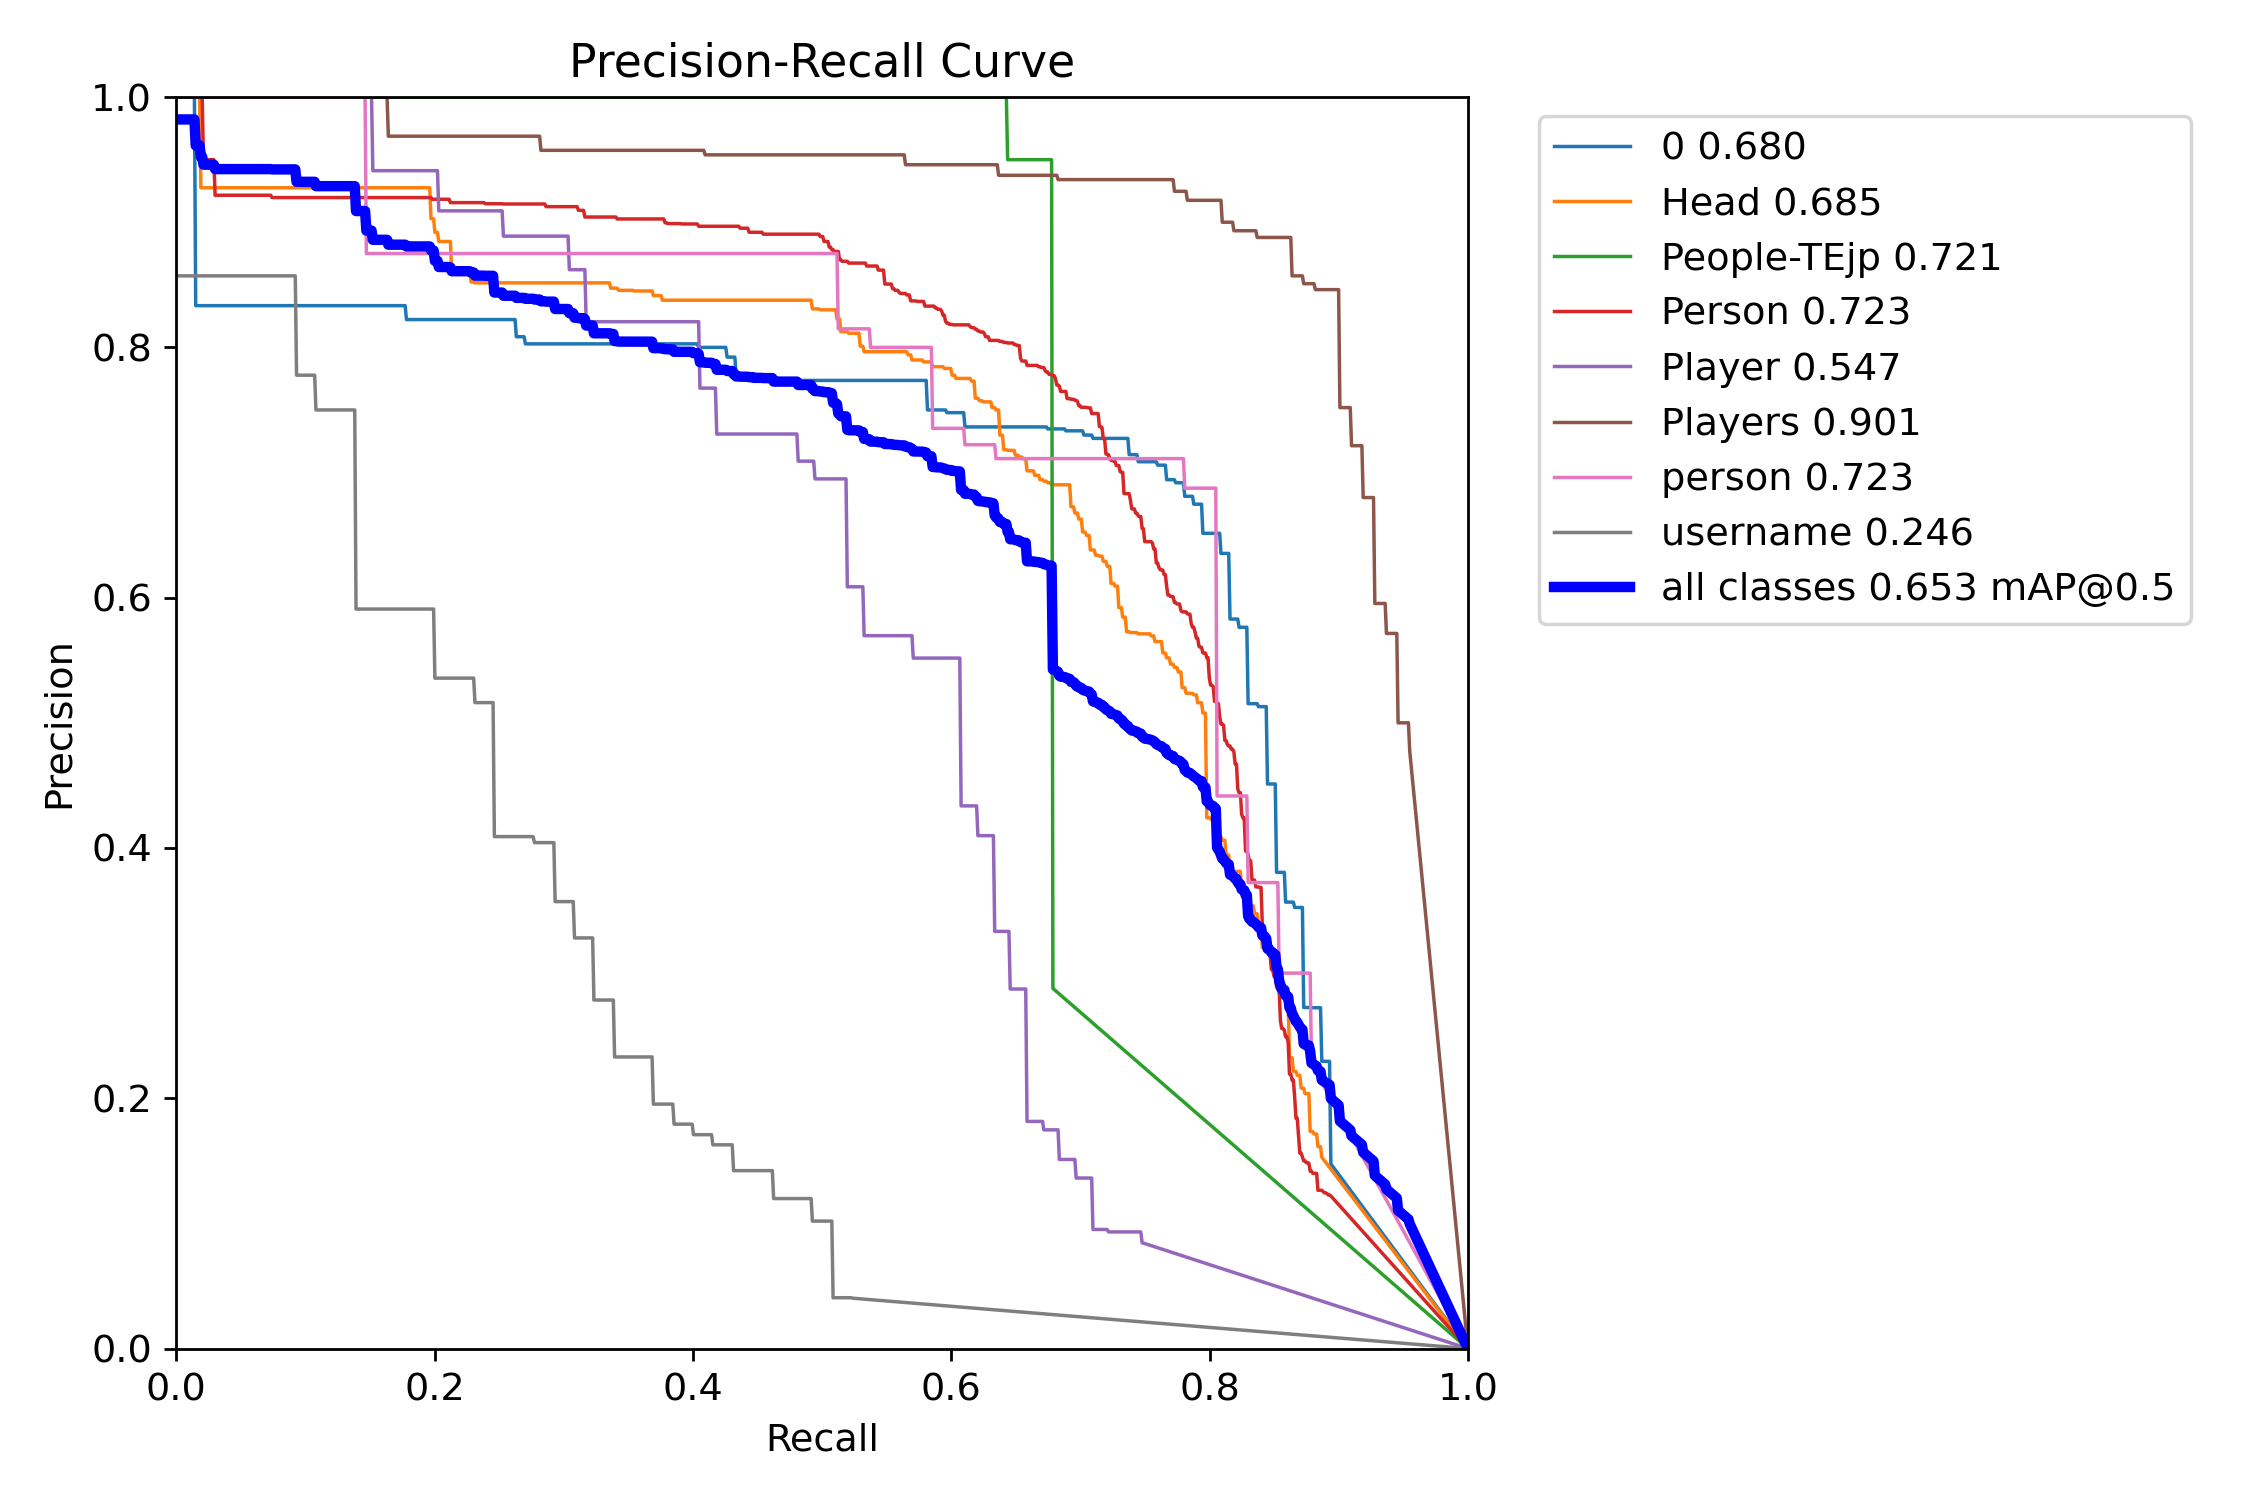 Precision-Recall Curve
1.0
0.8
0.6
0.4
0.2
0.0
Precision
0.0 0.2 0.4 0.6 0.8 1.0
Recall
0 0.680
Head 0.685
People-TEjp 0.721
Person 0.723
Player 0.547
Players 0.901
person 0.723
username 0.246
all classes 0.653 mAP@0.5